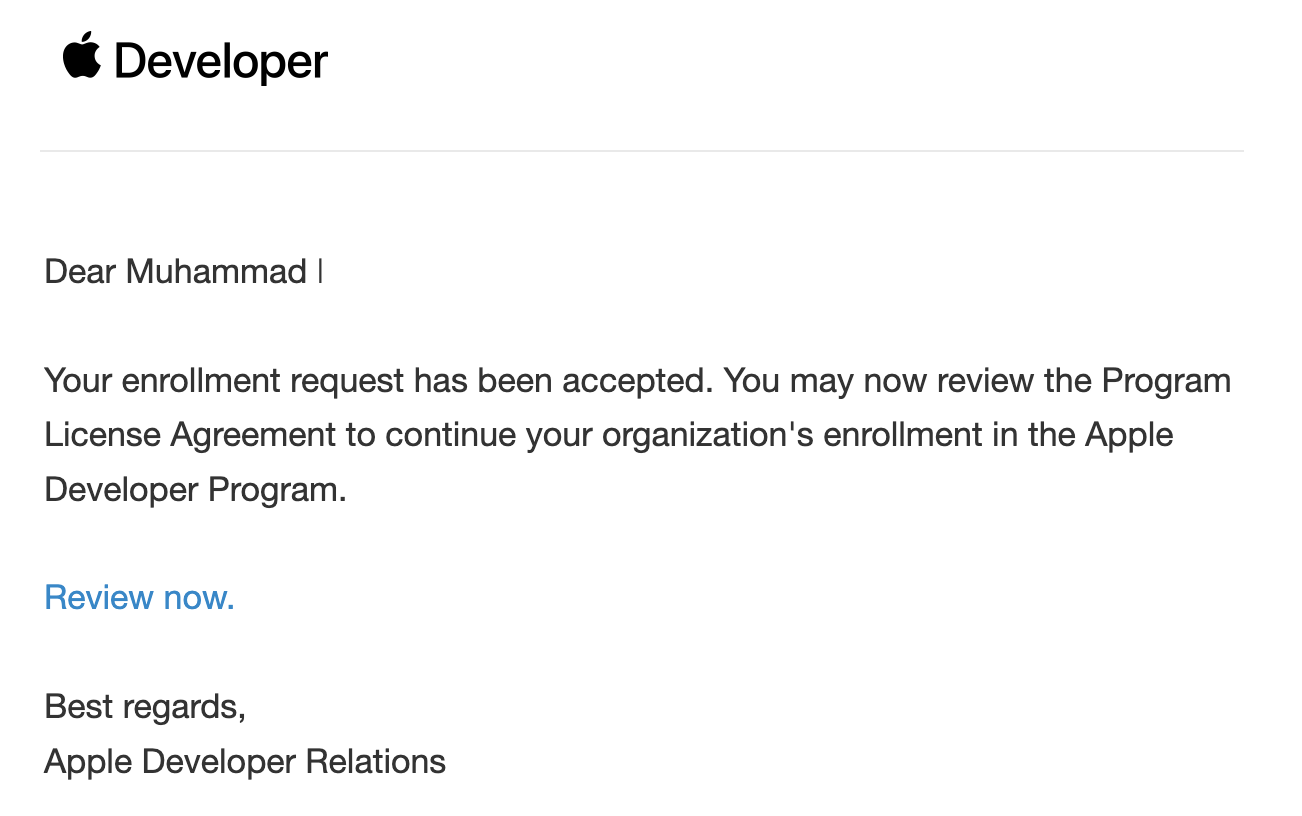 Developer
Dear Muhammad
Your enrollment request has been accepted. You may now review the Program
License Agreement to continue your organization's enrollment in the Apple
Developer Program.
Review now.
Best regards,
Apple Developer Relations